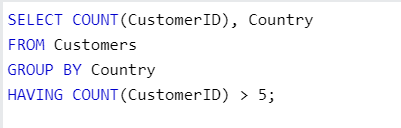 SELECT COUNT(CustomerID), Country
FROM Customers
GROUP BY Country
HAVING COUNT(CustomerID) > 5;